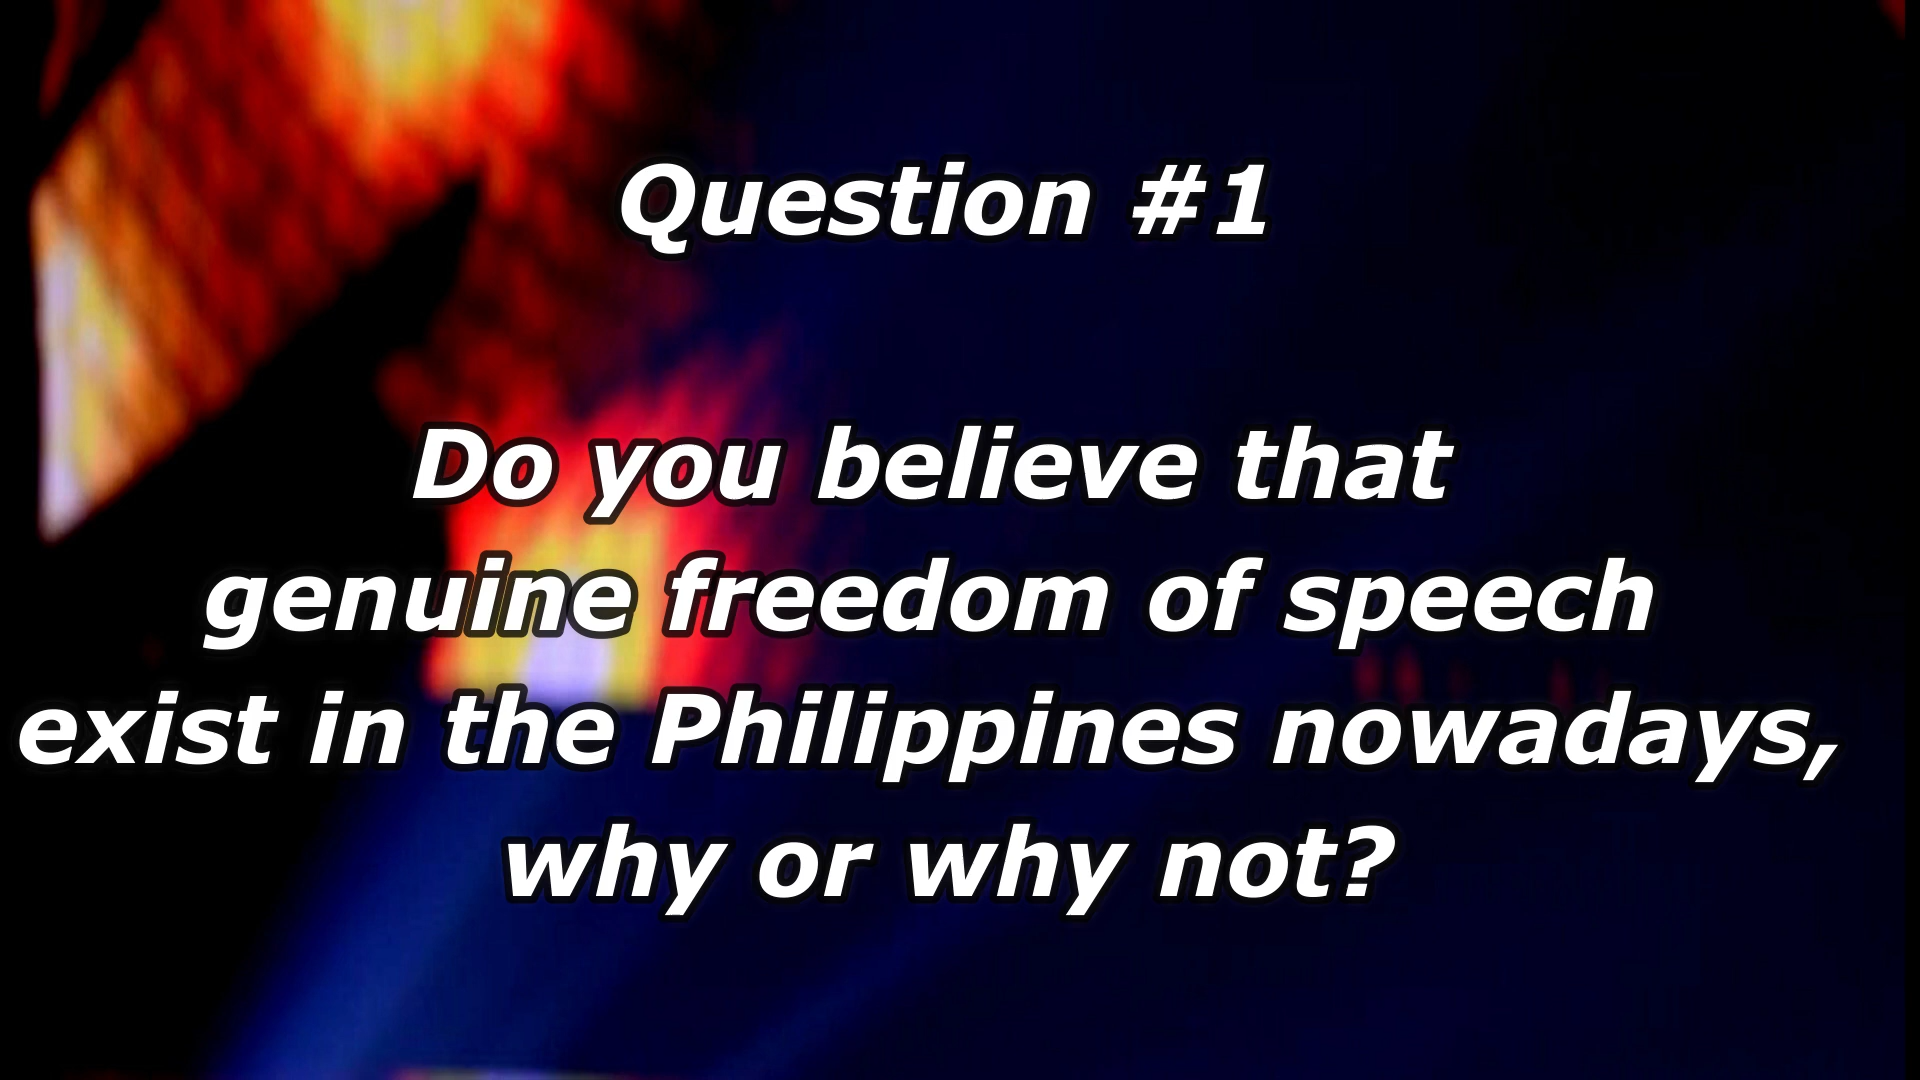 Question #1
Do you believe that
genuine freedom of speech
exist in the Philippines nowadays,
why or why not?